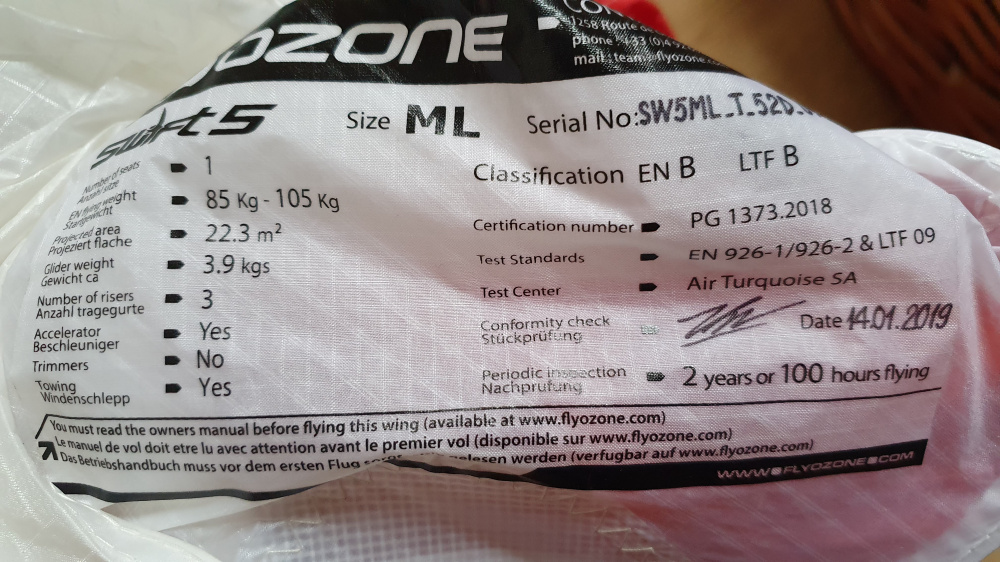 OZONE
1258 Route
phone +33 (0)4
mail: team@flyozone.c
swift5
Size ML
Serial No:SW5ML_T_52D
Classification EN B LTF B
Number of seats
Anzahl sitze
1
EN flying weight
Startgewicht
85 Kg - 105 Kg
Projected area
Projeziert flache
22.3 m²
Glider weight
Gewicht ca
3.9 kgs
Number of risers
Anzahl tragegurte
3
Accelerator
Beschleuniger
Yes
Trimmers
No
Towing
Windenschlepp
Yes
Certification number PG 1373.2018
Test Standards EN 926-1/926-2 & LTF 09
Test Center Air Turquoise SA
Conformity check
Stückprüfung
Date 14.01.2019
Periodic inspection
Nachprufung
2 years or 100 hours flying
You must read the owners manual before flying this wing (available at www.flyozone.com)
Le manuel de vol doit etre lu avec attention avant le premier vol (disponible sur www.flyozone.com)
Das Betriebshandbuch muss vor dem ersten Flug gelesen werden (verfugbar auf www.flyozone.com)
WWW.FLYOZONE.COM